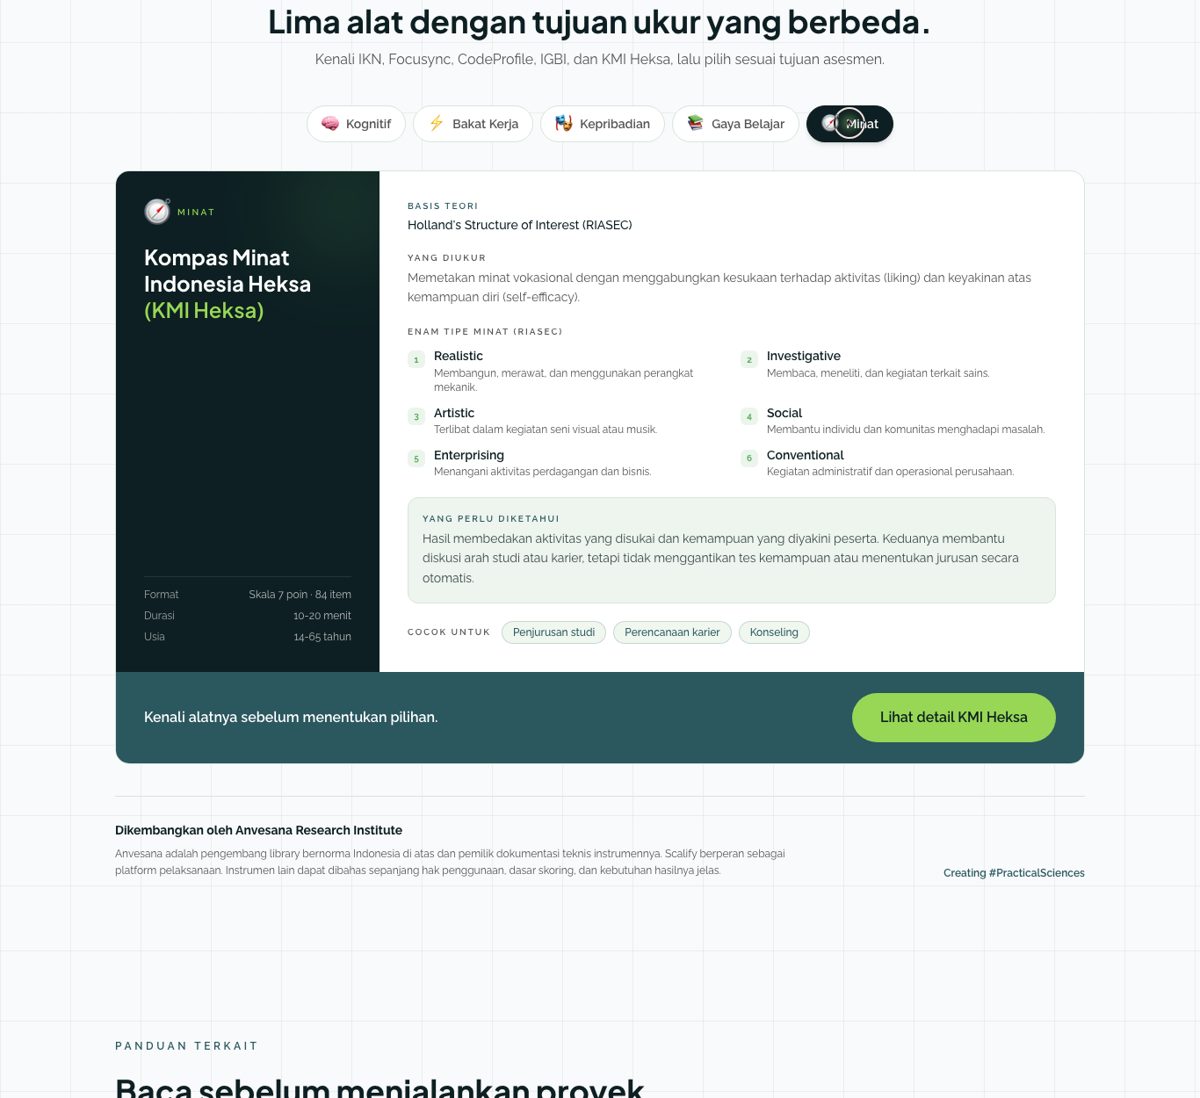 Lima alat dengan tujuan ukur yang berbeda.
Kenali IKN, Focusync, CodeProfile, IGBI, dan KMI Heksa, lalu pilih sesuai tujuan asesmen.
Kognitif
Bakat Kerja
Kepribadian
Gaya Belajar
Minat
MINAT
Kompas Minat
Indonesia Heksa
(KMI Heksa)
Format Skala 7 poin · 84 item
Durasi 10-20 menit
Usia 14-65 tahun
BASIS TEORI
Holland's Structure of Interest (RIASEC)
YANG DIUKUR
Memetakan minat vokasional dengan menggabungkan kesukaan terhadap aktivitas (liking) dan keyakinan atas
kemampuan diri (self-efficacy).
ENAM TIPE MINAT (RIASEC)
1 Realistic
Membangun, merawat, dan menggunakan perangkat
mekanik.
2 Investigative
Membaca, meneliti, dan kegiatan terkait sains.
3 Artistic
Terlibat dalam kegiatan seni visual atau musik.
4 Social
Membantu individu dan komunitas menghadapi masalah.
5 Enterprising
Menangani aktivitas perdagangan dan bisnis.
6 Conventional
Kegiatan administratif dan operasional perusahaan.
YANG PERLU DIKETAHUI
Hasil membedakan aktivitas yang disukai dan kemampuan yang diyakini peserta. Keduanya membantu
diskusi arah studi atau karier, tetapi tidak menggantikan tes kemampuan atau menentukan jurusan secara
otomatis.
COCOK UNTUK Penjurusan studi Perencanaan karier Konseling
Kenali alatnya sebelum menentukan pilihan.
Lihat detail KMI Heksa
Dikembangkan oleh Anvesana Research Institute
Anvesana adalah pengembang library bernorma Indonesia di atas dan pemilik dokumentasi teknis instrumennya. Scalify berperan sebagai
platform pelaksanaan. Instrumen lain dapat dibahas sepanjang hak penggunaan, dasar skoring, dan kebutuhan hasilnya jelas.
Creating #PracticalSciences
PANDUAN TERKAIT
Baca sebelum menjalankan proyek